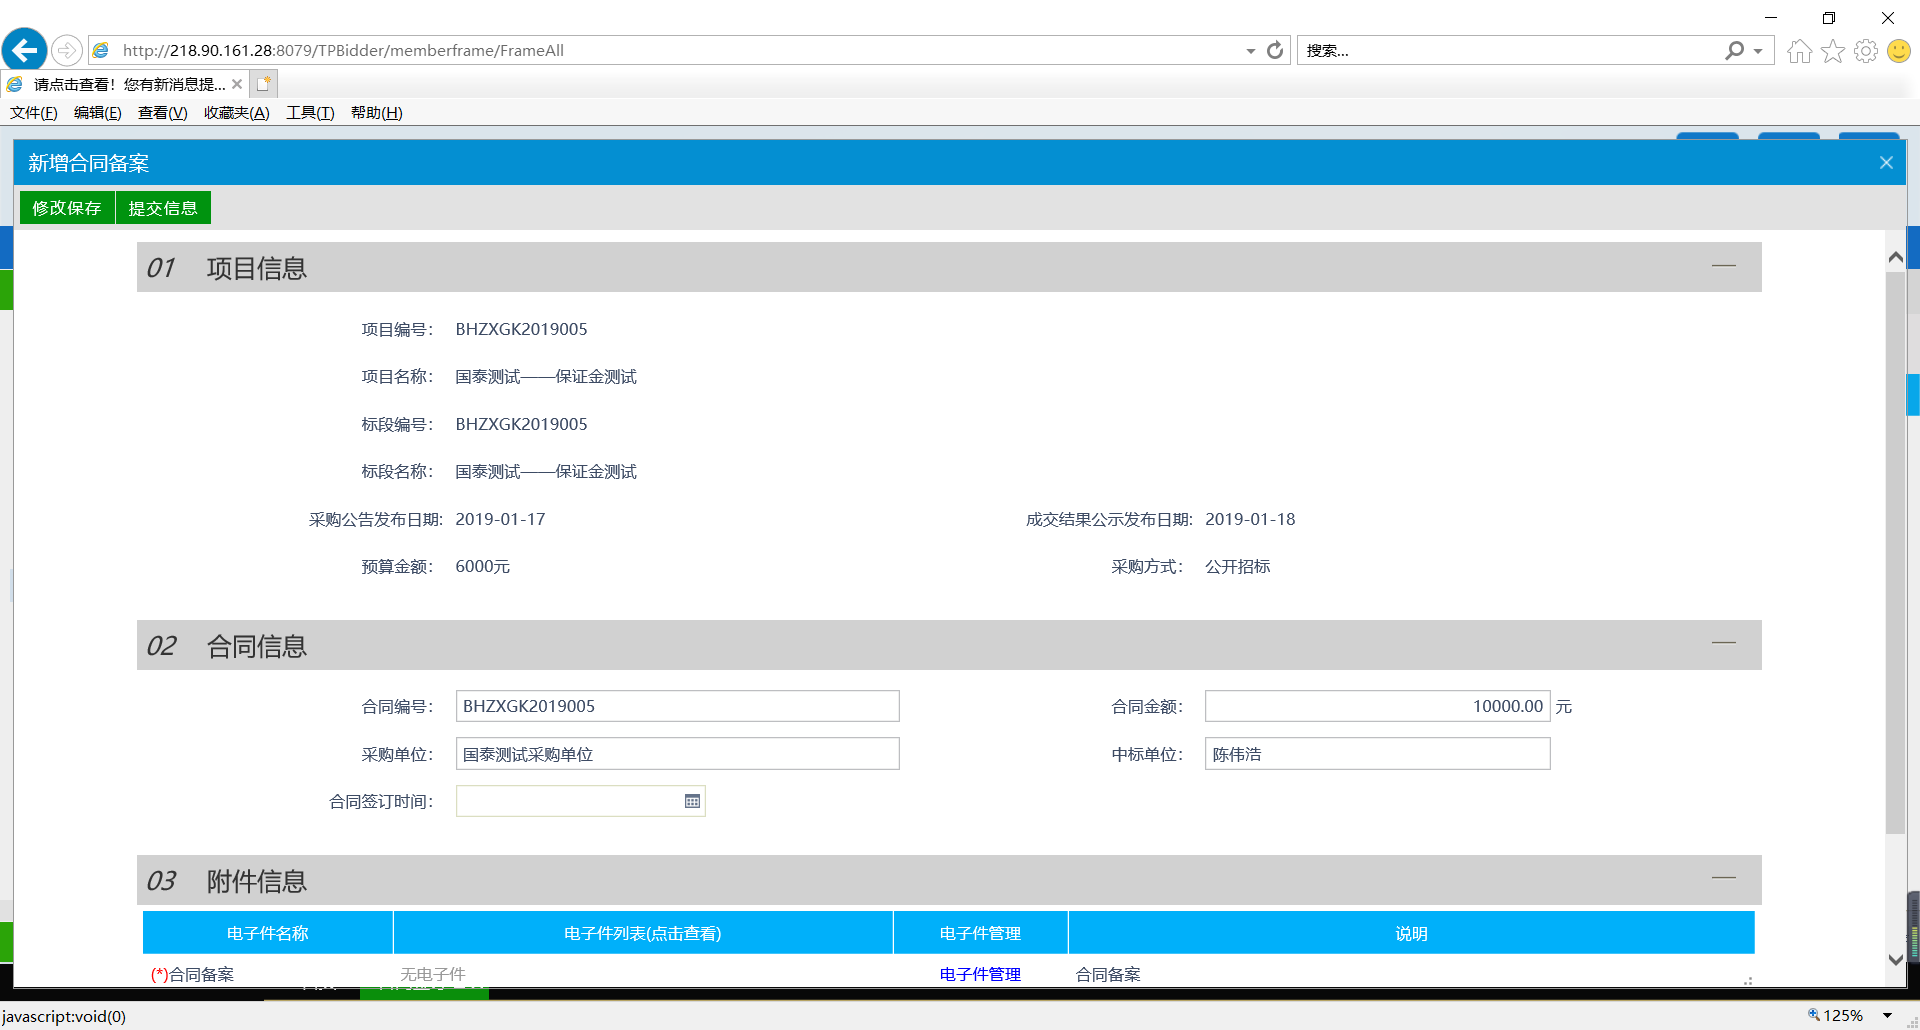 http://218.90.161.28:8079/TPBidder/memberframe/FrameAll
搜索...
请点击查看！您有新消息提...
文件(F) 编辑(E) 查看(V) 收藏夹(A) 工具(T) 帮助(H)
新增合同备案
修改保存 提交信息
01 项目信息
项目编号： BHZXGK2019005
项目名称： 国泰测试——保证金测试
标段编号： BHZXGK2019005
标段名称： 国泰测试——保证金测试
采购公告发布日期: 2019-01-17 成交结果公示发布日期: 2019-01-18
预算金额： 6000元 采购方式： 公开招标
02 合同信息
合同编号： BHZXGK2019005 合同金额： 10000.00 元
采购单位： 国泰测试采购单位 中标单位： 陈伟浩
合同签订时间：
03 附件信息
电子件名称 电子件列表(点击查看) 电子件管理 说明
(*)合同备案 无电子件 电子件管理 合同备案
javascript:void(0) 125%